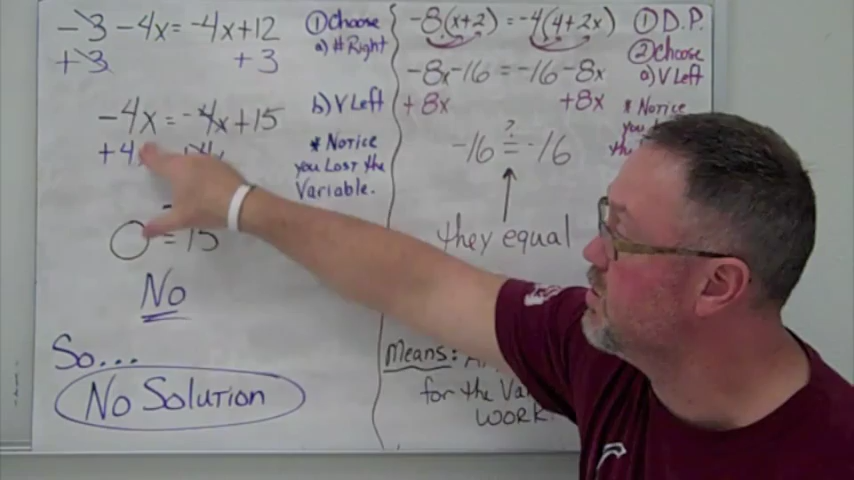 -3 - 4x = -4x + 12
+3 +3
-4x = -4x + 15
+4
= 15
No
So...
No Solution
① Choose
a) # Right
b) V Left
* Notice
you Lost the
Variable.
-8(x+2) = -4(4+2x)
-8x - 16 = -16 - 8x
+8x +8x
-16 ?= -16
they equal
Means:
for the
WORK
① D.P.
② Choose
a) V Left
* Notice